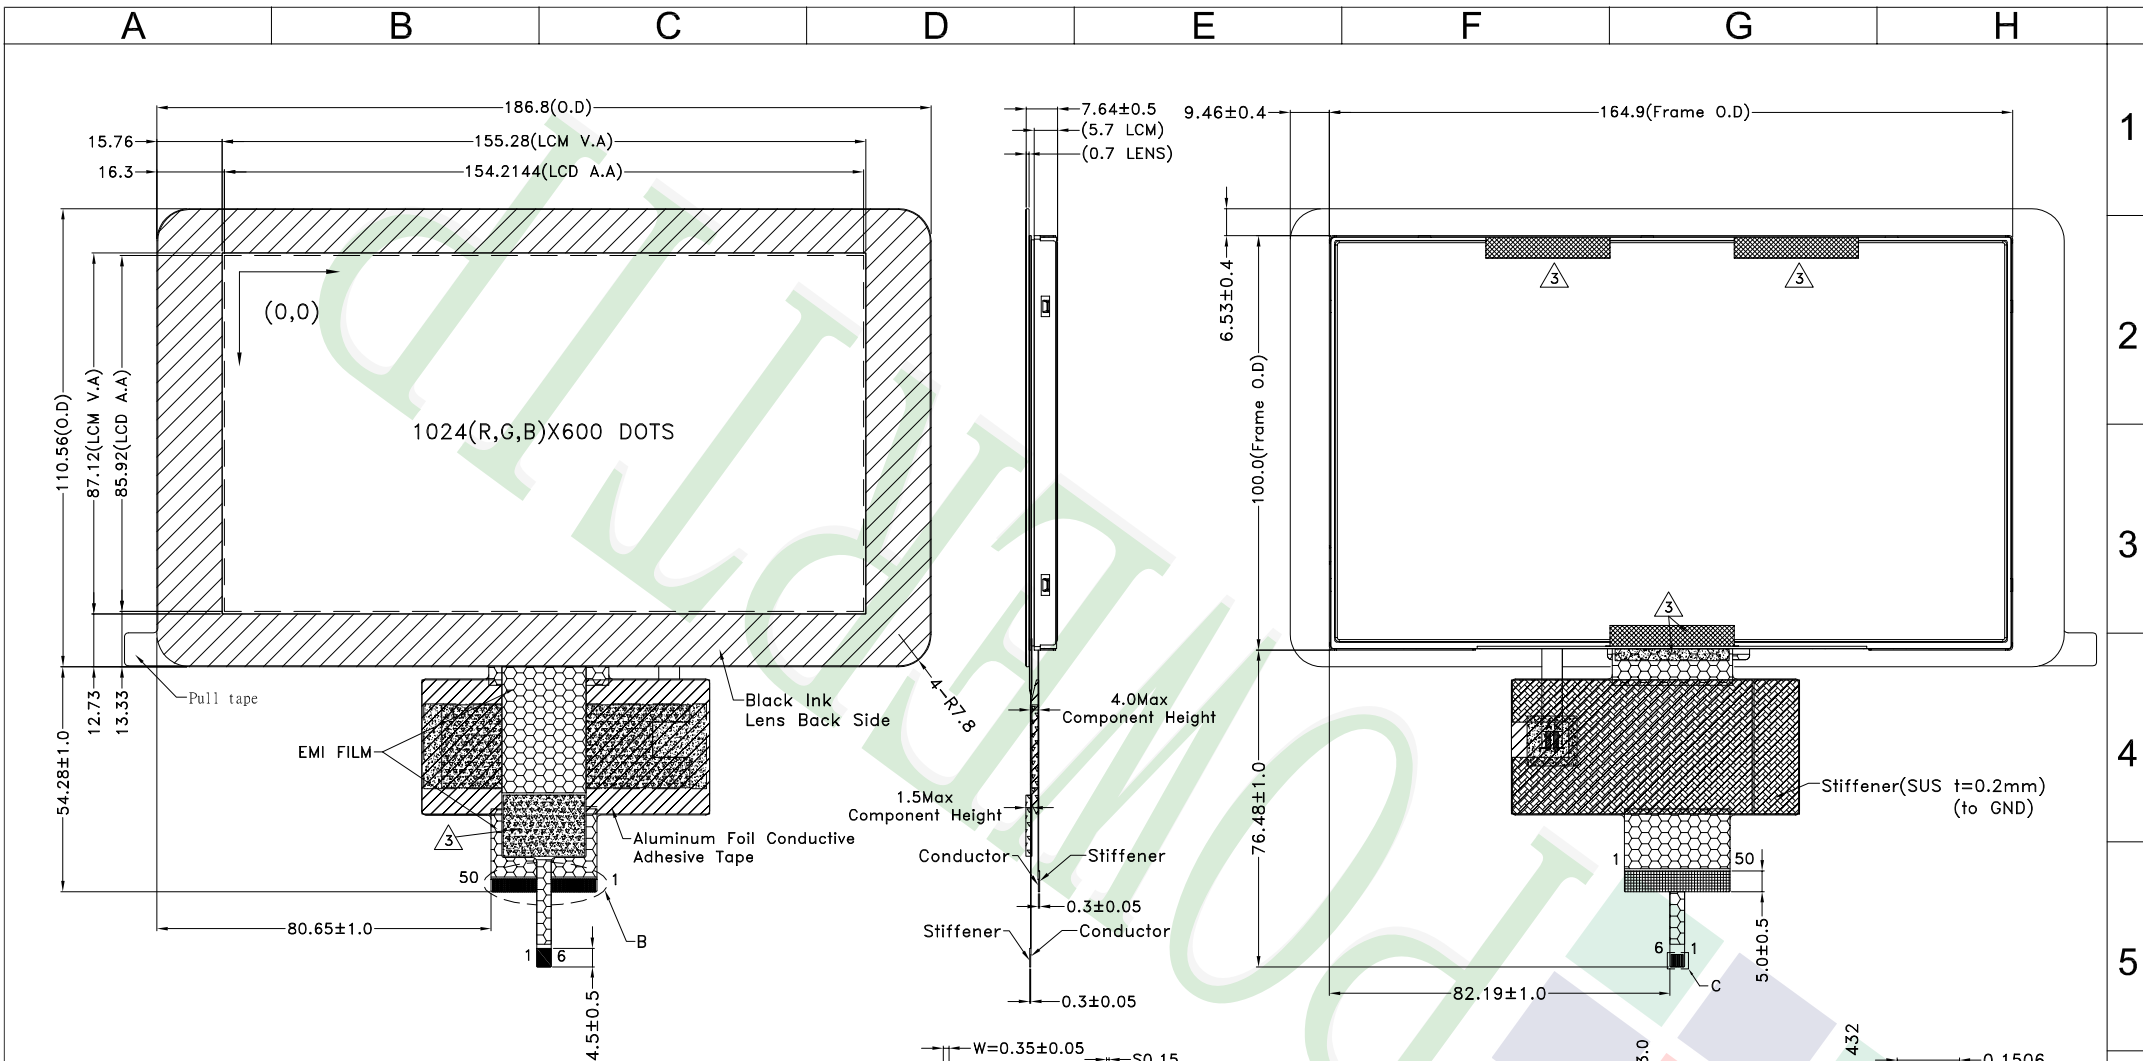 A B C D E F G H
1
2
3
4
5
186.8(O.D)
15.76
155.28(LCM V.A)
16.3
154.2144(LCD A.A)
110.56(O.D)
87.12(LCM V.A)
85.92(LCD A.A)
(0,0)
1024(R,G,B)X600 DOTS
12.73
13.33
54.28±1.0
Pull tape
EMI FILM
3
Black Ink
Lens Back Side
4-R7.8
Aluminum Foil Conductive
Adhesive Tape
50
1
B
80.65±1.0
1 6
4.5±0.5
7.64±0.5
(5.7 LCM)
(0.7 LENS)
4.0Max
Component Height
1.5Max
Component Height
Conductor
Stiffener
0.3±0.05
Stiffener
Conductor
0.3±0.05
W=0.35±0.05
S0.15
9.46±0.4
164.9(Frame O.D)
6.53±0.4
100.0(Frame O.D)
3
3
3
76.48±1.0
Stiffener(SUS t=0.2mm)
(to GND)
1
50
5.0±0.5
6 1
C
82.19±1.0
432
0.1506
POWERTIP